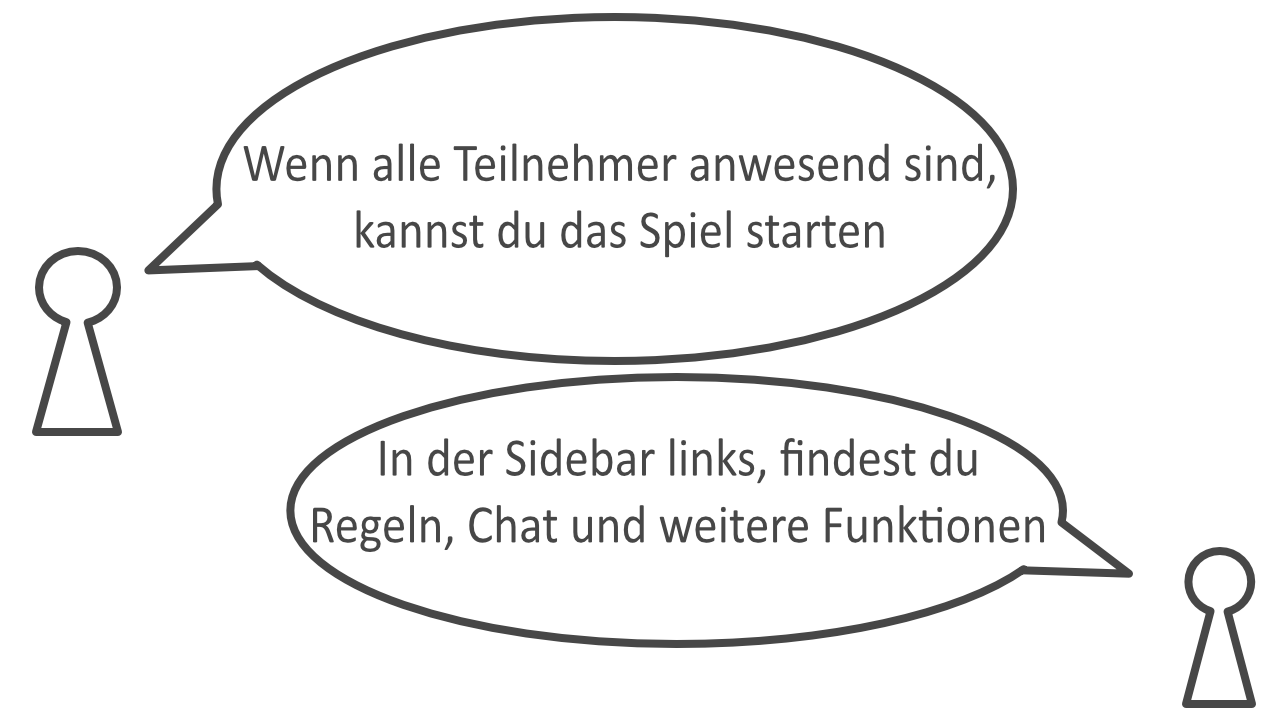 Wenn alle Teilnehmer anwesend sind,
kannst du das Spiel starten
In der Sidebar links, findest du
Regeln, Chat und weitere Funktionen